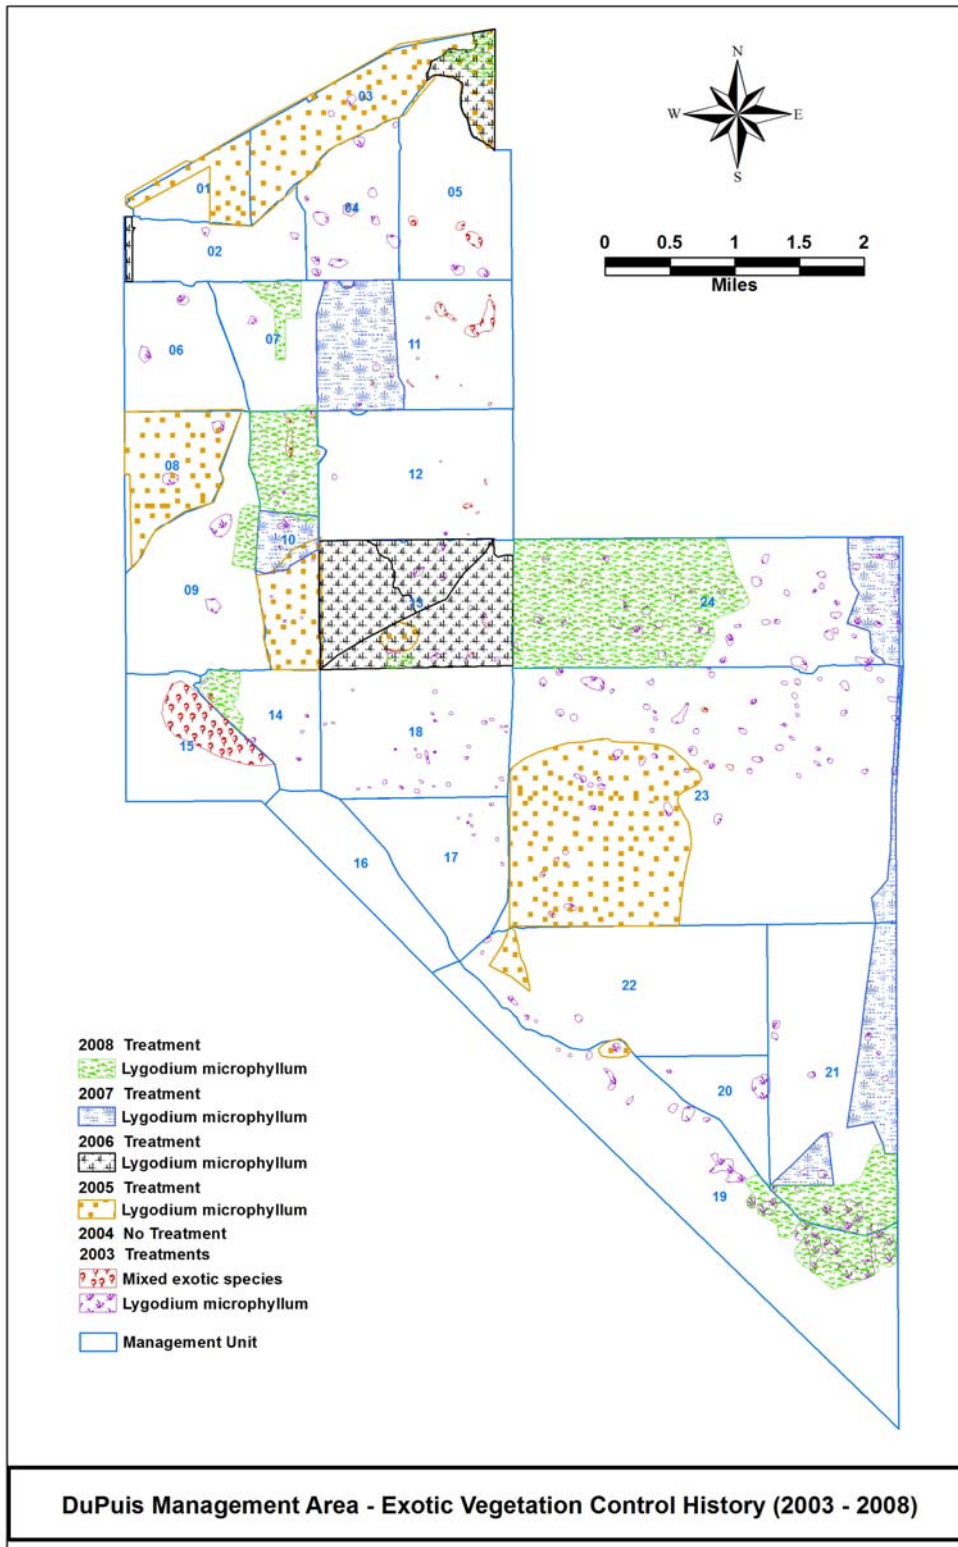 N
W E
S
03
01
05
04
02
0 0.5 1 1.5 2
Miles
06
07
11
08
12
10
09
13
24
14
18
15
23
16
17
22
21
20
19
2008 Treatment
Lygodium microphyllum
2007 Treatment
Lygodium microphyllum
2006 Treatment
Lygodium microphyllum
2005 Treatment
Lygodium microphyllum
2004 No Treatment
2003 Treatments
Mixed exotic species
Lygodium microphyllum
Management Unit
DuPuis Management Area - Exotic Vegetation Control History (2003 - 2008)